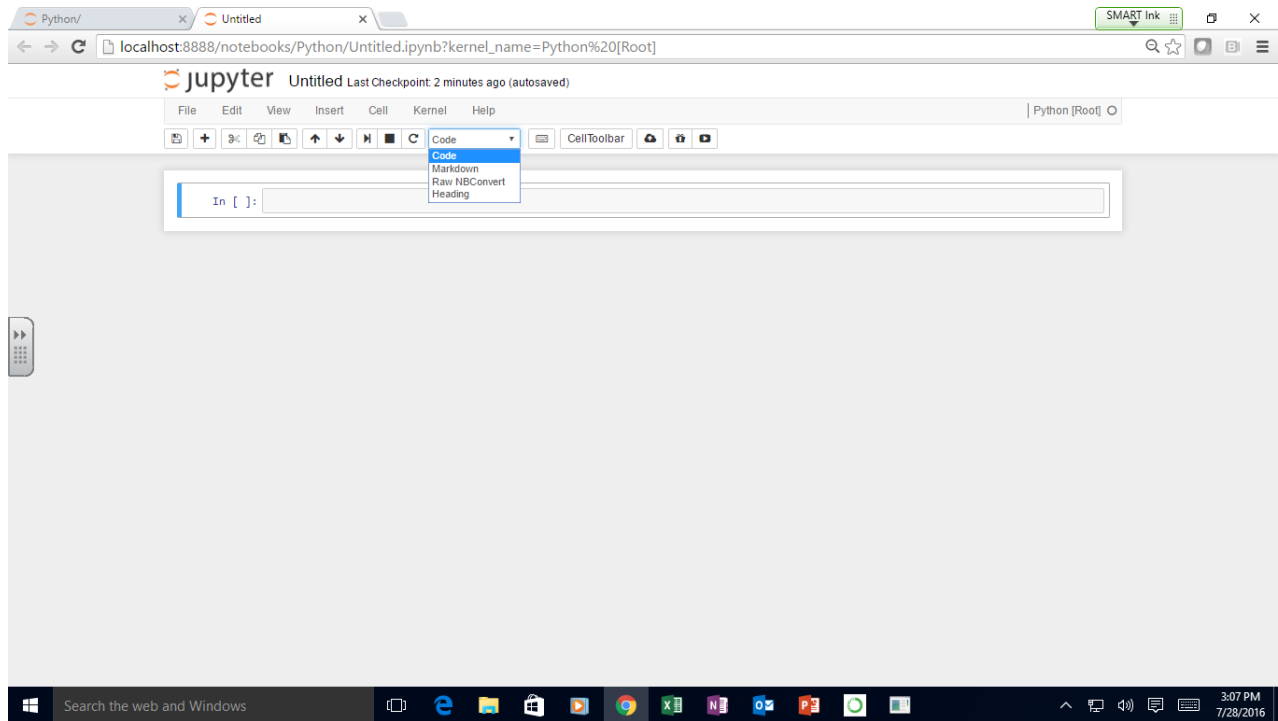 Python/
Untitled
SMART Ink
localhost:8888/notebooks/Python/Untitled.ipynb?kernel_name=Python%20[Root]
jupyter Untitled Last Checkpoint: 2 minutes ago (autosaved)
File Edit View Insert Cell Kernel Help Python [Root]
Code CellToolbar
Code
Markdown
Raw NBConvert
Heading
In [ ]:
Search the web and Windows
3:07 PM
7/28/2016